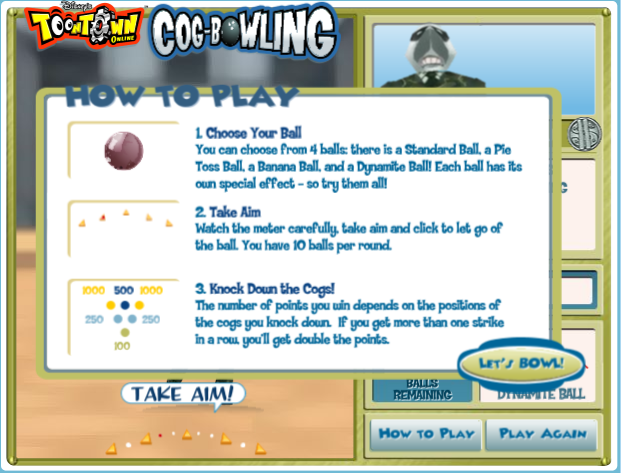 Disney's
TOONTOWN
ONLINE
COG-BOWLING
HOW TO PLAY
1. Choose Your Ball
You can choose from 4 balls: there is a Standard Ball, a Pie
Toss Ball, a Banana Ball, and a Dynamite Ball! Each ball has its
own special effect - so try them all!
2. Take Aim
Watch the meter carefully, take aim and click to let go of
the ball. You have 10 balls per round.
1000 500 1000
250 250
100
3. Knock Down the Cogs!
The number of points you win depends on the positions of
the cogs you knock down. If you get more than one strike
in a row, you'll get double the points.
LET'S BOWL!
TAKE AIM!
BALLS
REMAINING
DYNAMITE BALL
HOW TO PLAY
PLAY AGAIN